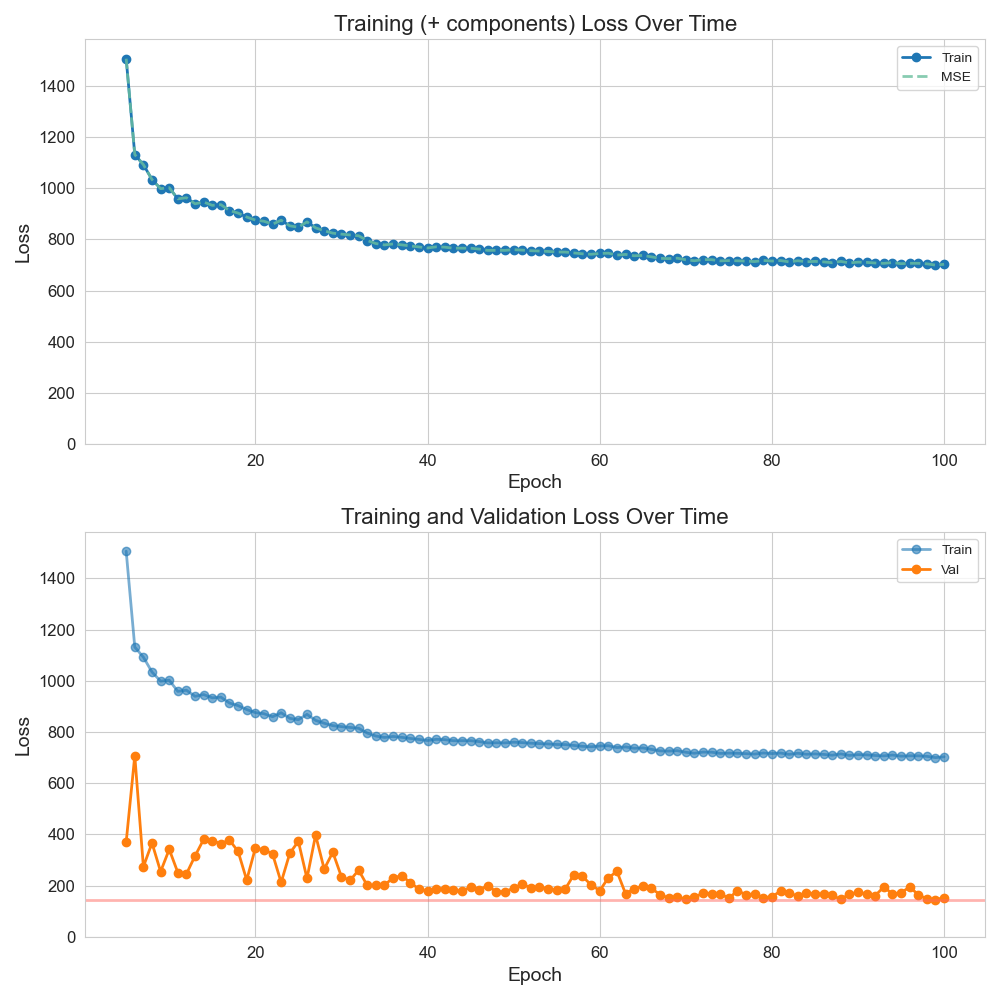 Training (+ components) Loss Over Time
Train
MSE
Loss
1400
1200
1000
800
600
400
200
0
20 40 60 80 100
Epoch
Training and Validation Loss Over Time
Train
Val
Loss
1400
1200
1000
800
600
400
200
0
20 40 60 80 100
Epoch